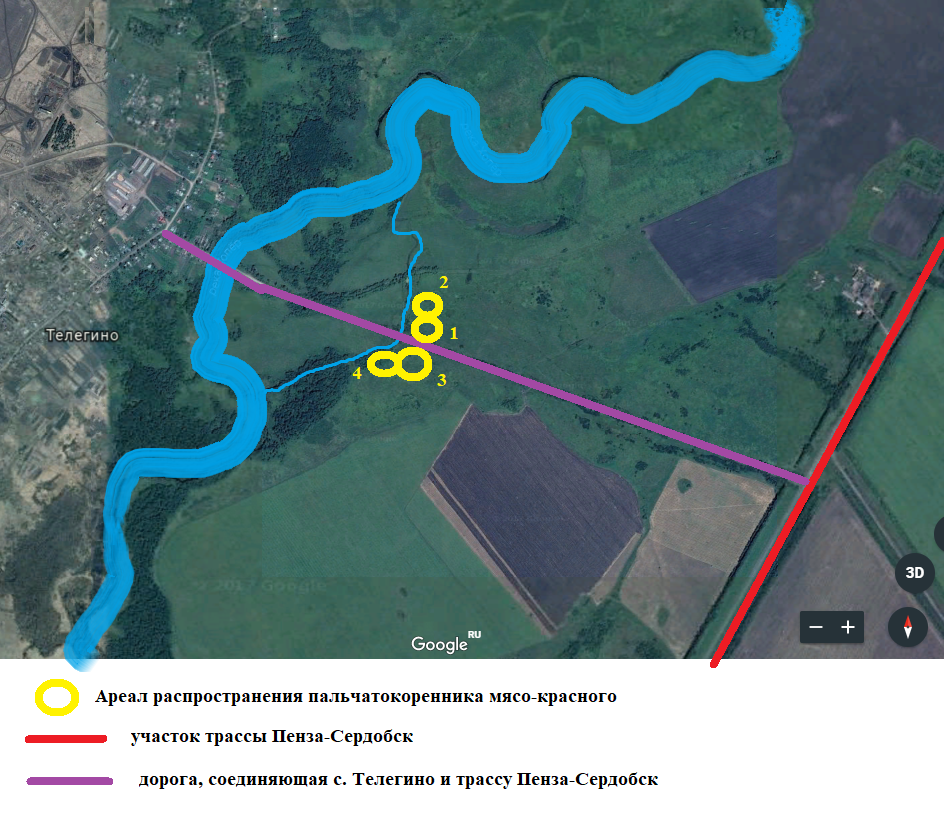 2
1
Телегино
4
3
3D
2017 Google
− +
Google RU
Ареал распространения пальчатокоренника мясо-красного
участок трассы Пенза-Сердобск
дорога, соединяющая с. Телегино и трассу Пенза-Сердобск